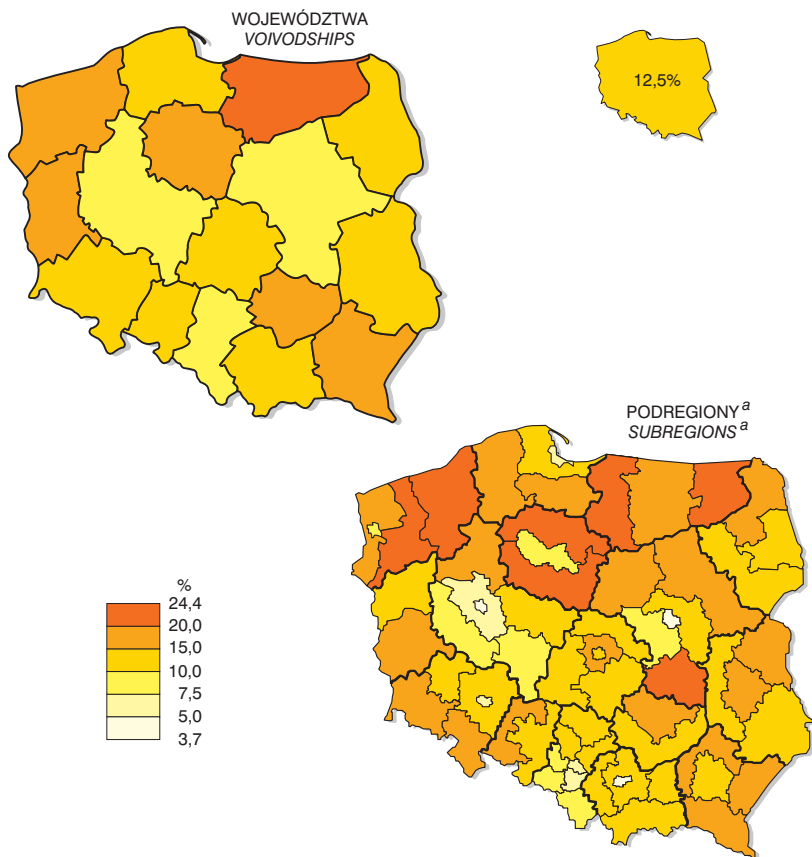 WOJEWÓDZTWA
VOIVODSHIPS
12,5%
PODREGIONY a
SUBREGIONS a
%
24,4
20,0
15,0
10,0
7,5
5,0
3,7